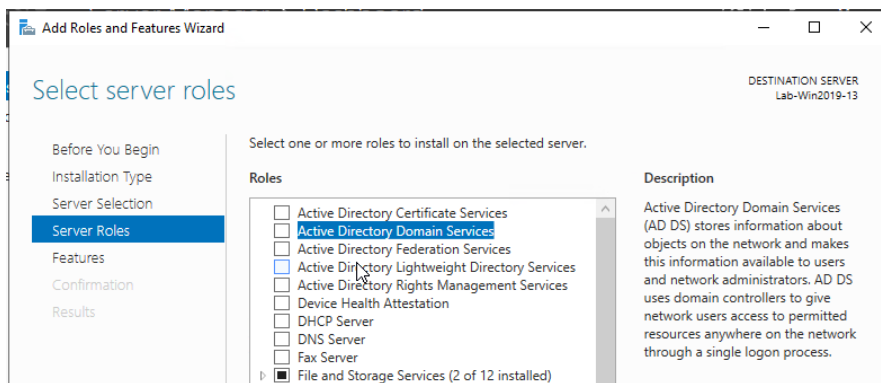 Add Roles and Features Wizard
Select server roles
DESTINATION SERVER
Lab-Win2019-13
Before You Begin
Installation Type
Server Selection
Server Roles
Features
Confirmation
Results
Select one or more roles to install on the selected server.
Roles
Active Directory Certificate Services
Active Directory Domain Services
Active Directory Federation Services
Active Directory Lightweight Directory Services
Active Directory Rights Management Services
Device Health Attestation
DHCP Server
DNS Server
Fax Server
File and Storage Services (2 of 12 installed)
Description
Active Directory Domain Services
(AD DS) stores information about
objects on the network and makes
this information available to users
and network administrators. AD DS
uses domain controllers to give
network users access to permitted
resources anywhere on the network
through a single logon process.